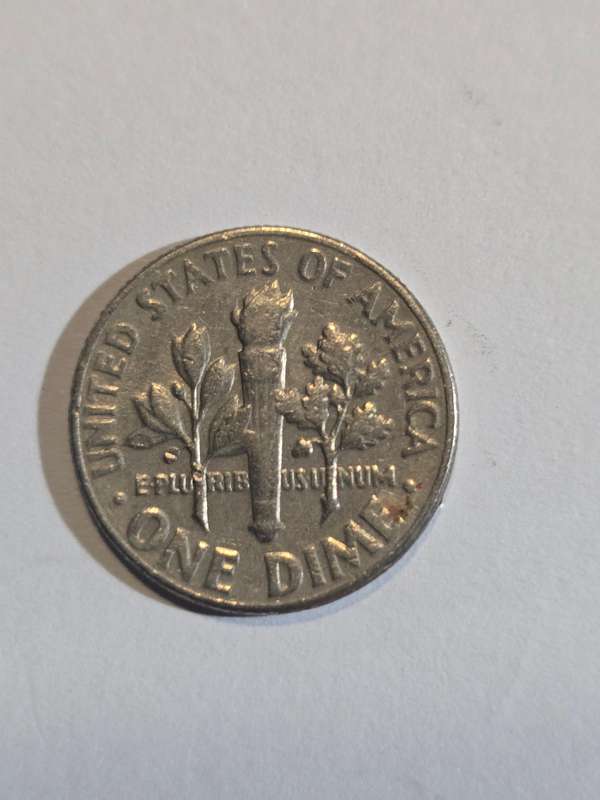 UNITED STATES OF AMERICA
E PLURIBUS UNUM
· ONE DIME ·